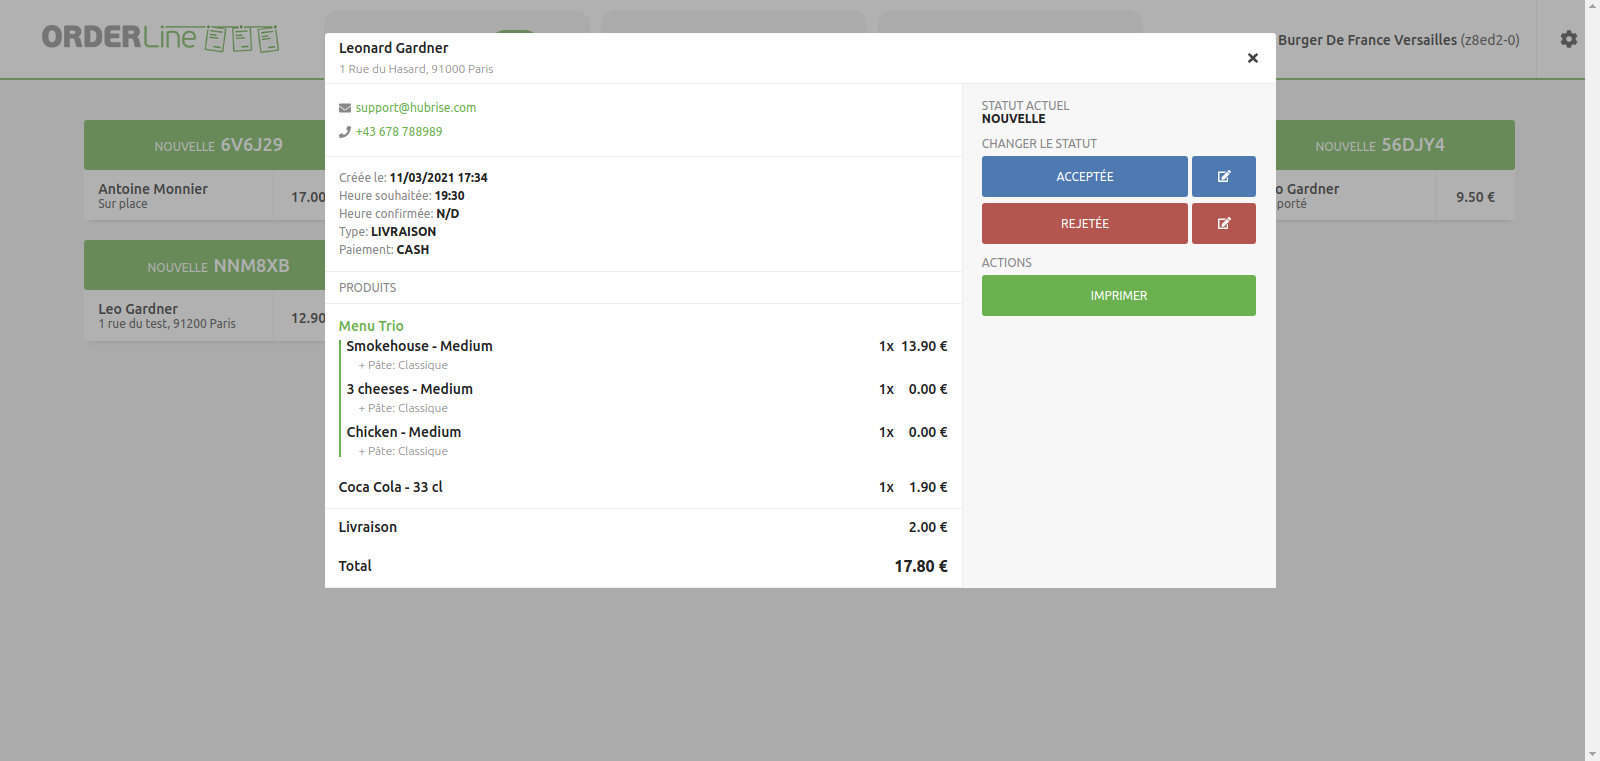 ORDERLine
Burger De France Versailles (z8ed2-0)
Leonard Gardner
1 Rue du Hasard, 91000 Paris
support@hubrise.com
+43 678 788989
Créée le: 11/03/2021 17:34
Heure souhaitée: 19:30
Heure confirmée: N/D
Type: LIVRAISON
Paiement: CASH
PRODUITS
Menu Trio
Smokehouse - Medium 1x 13.90 €
+ Pâte: Classique
3 cheeses - Medium 1x 0.00 €
+ Pâte: Classique
Chicken - Medium 1x 0.00 €
+ Pâte: Classique
Coca Cola - 33 cl 1x 1.90 €
Livraison 2.00 €
Total 17.80 €
STATUT ACTUEL
NOUVELLE
CHANGER LE STATUT
ACCEPTÉE
REJETÉE
ACTIONS
IMPRIMER
NOUVELLE 6V6J29
Antoine Monnier 17.00
Sur place
NOUVELLE NNM8XB
Leo Gardner 12.90
1 rue du test, 91200 Paris
NOUVELLE 56DJY4
o Gardner 9.50 €
porté